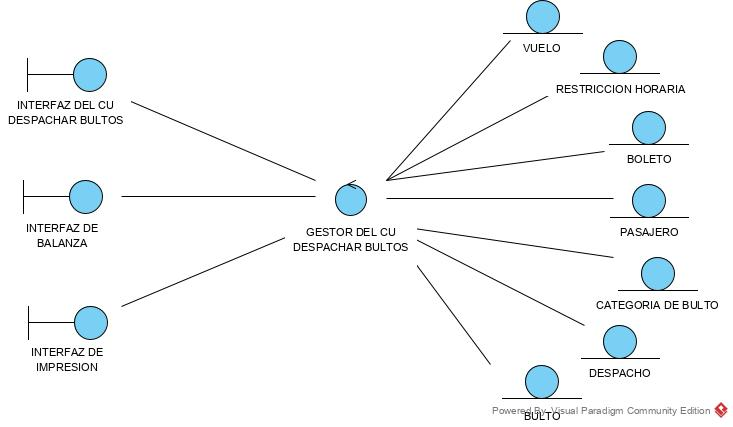 VUELO
RESTRICCION HORARIA
INTERFAZ DEL CU
DESPACHAR BULTOS
BOLETO
INTERFAZ DE
BALANZA
GESTOR DEL CU
DESPACHAR BULTOS
PASAJERO
CATEGORIA DE BULTO
INTERFAZ DE
IMPRESION
DESPACHO
BULTO
Powered By Visual Paradigm Community Edition